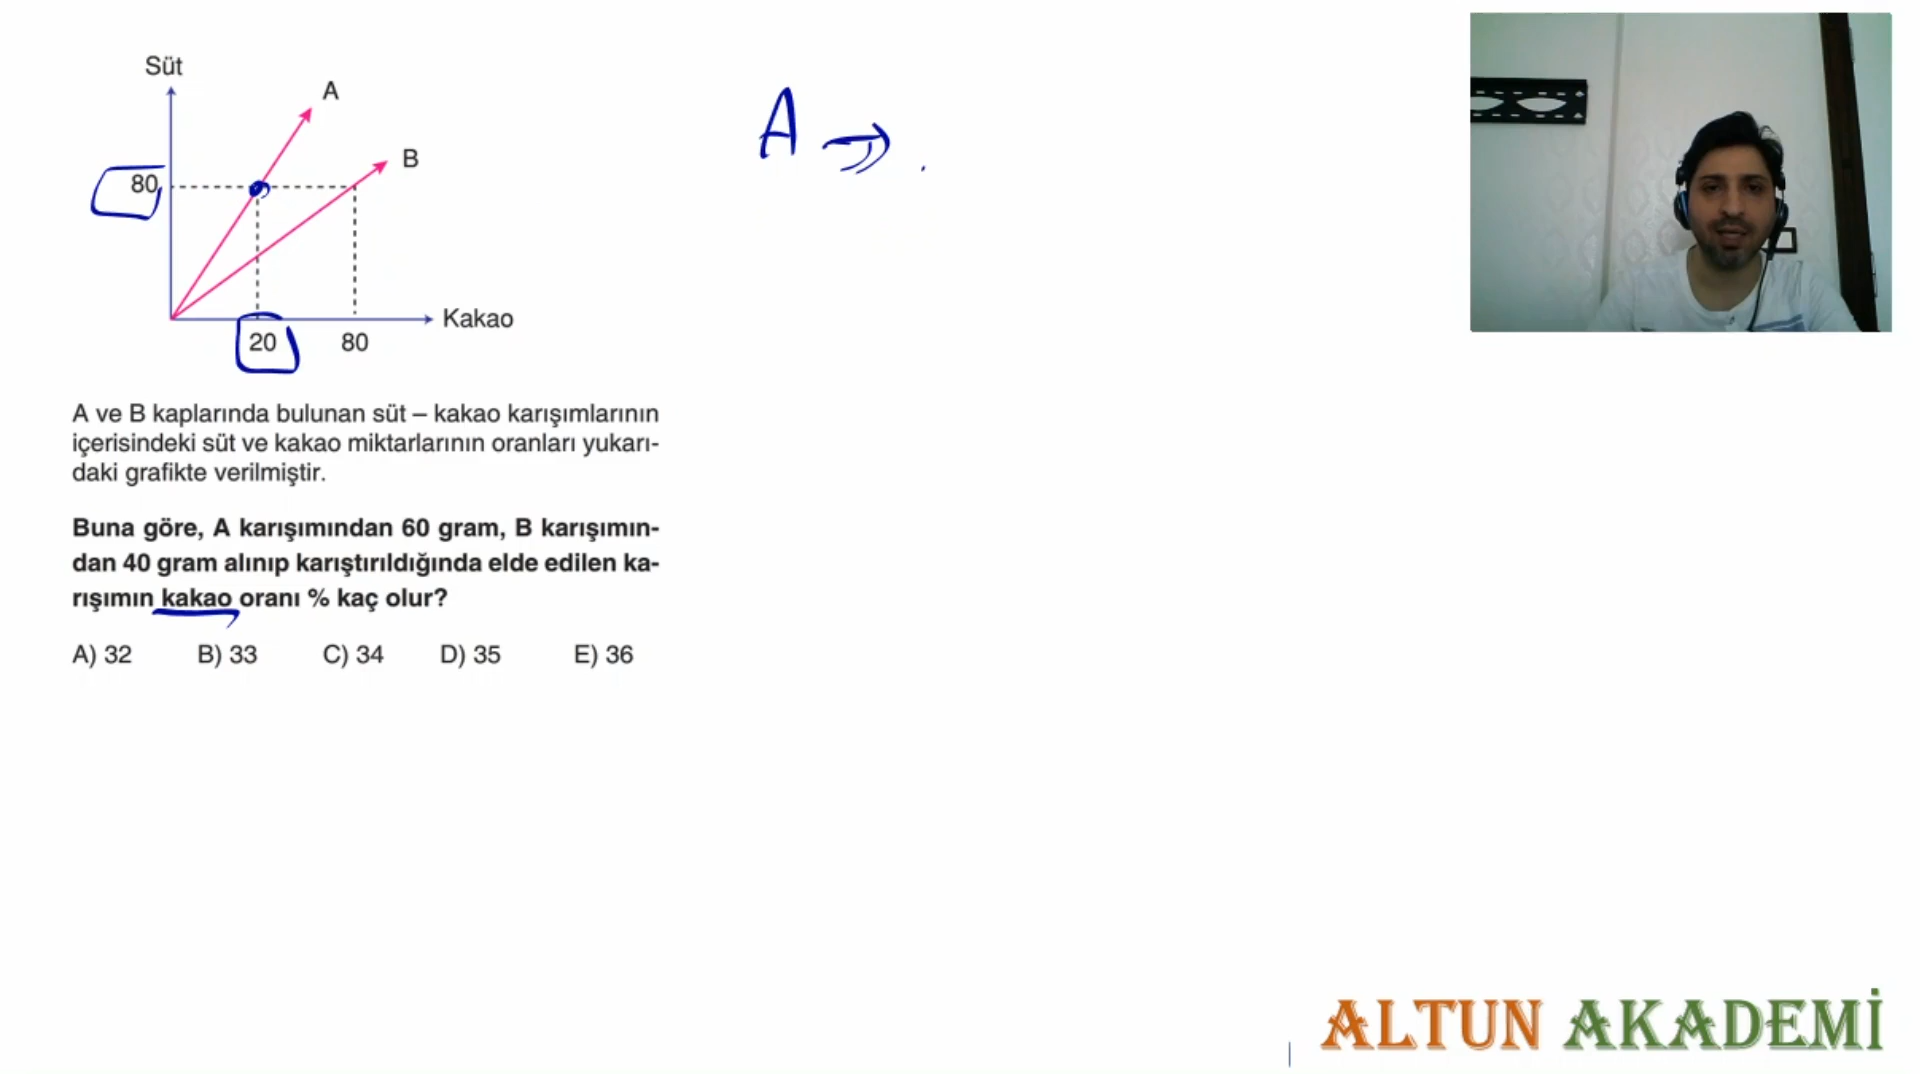 Süt
A
B
80
Kakao
20
80
A ve B kaplarında bulunan süt – kakao karışımlarının
içerisindeki süt ve kakao miktarlarının oranları yukarı-
daki grafikte verilmiştir.
Buna göre, A karışımından 60 gram, B karışımın-
dan 40 gram alınıp karıştırıldığında elde edilen ka-
rışımın kakao oranı % kaç olur?
A) 32 B) 33 C) 34 D) 35 E) 36
A ⇒
ALTUN AKADEMİ